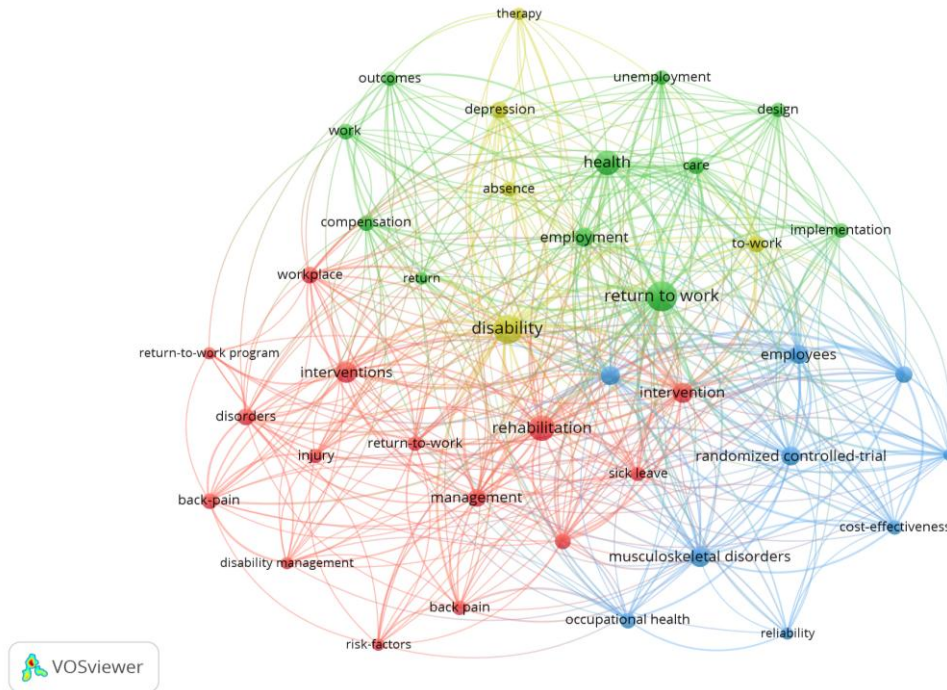 therapy
outcomes
unemployment
depression
design
work
health
care
absence
compensation
employment
implementation
to-work
workplace
return
return to work
disability
return-to-work program
employees
interventions
intervention
disorders
rehabilitation
return-to-work
injury
randomized controlled-trial
sick leave
back-pain
management
cost-effectiveness
musculoskeletal disorders
disability management
back pain
occupational health
reliability
risk-factors
VOSviewer